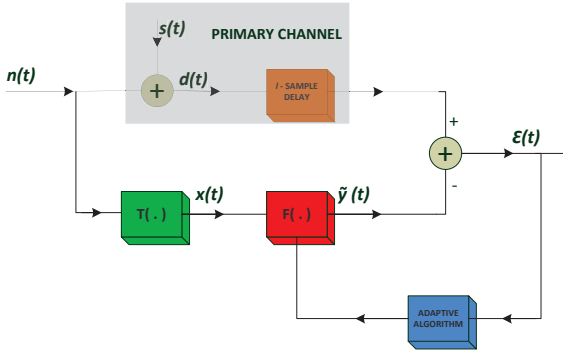 s(t)
PRIMARY CHANNEL
n(t)
d(t)
+
l - SAMPLE
DELAY
+
+
ε(t)
-
T( . )
x(t)
F( . )
ỹ (t)
ADAPTIVE
ALGORITHM